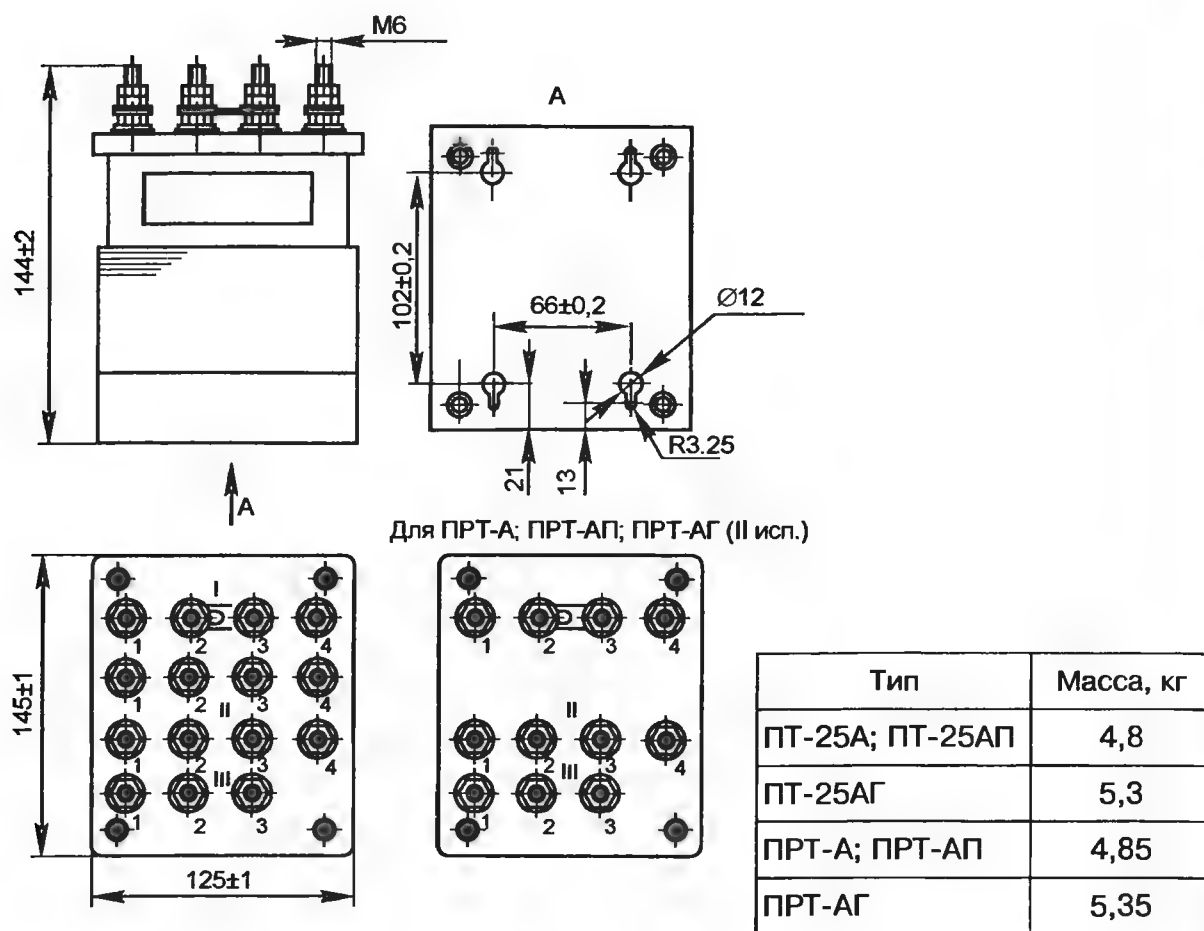 М6
144±2
А
102±0,2
66±0,2
Ø12
R3.25
21
13
А
Для ПРТ-А; ПРТ-АП; ПРТ-АГ (II исп.)
145±1
I
1 2 3 4
1 2 3 4
II
1 2 3 4
III
1 2 3
125±1
1 2 3 4
II
1 2 3 4
III
1 2 3
Тип Масса, кг
ПТ-25А; ПТ-25АП 4,8
ПТ-25АГ 5,3
ПРТ-А; ПРТ-АП 4,85
ПРТ-АГ 5,35